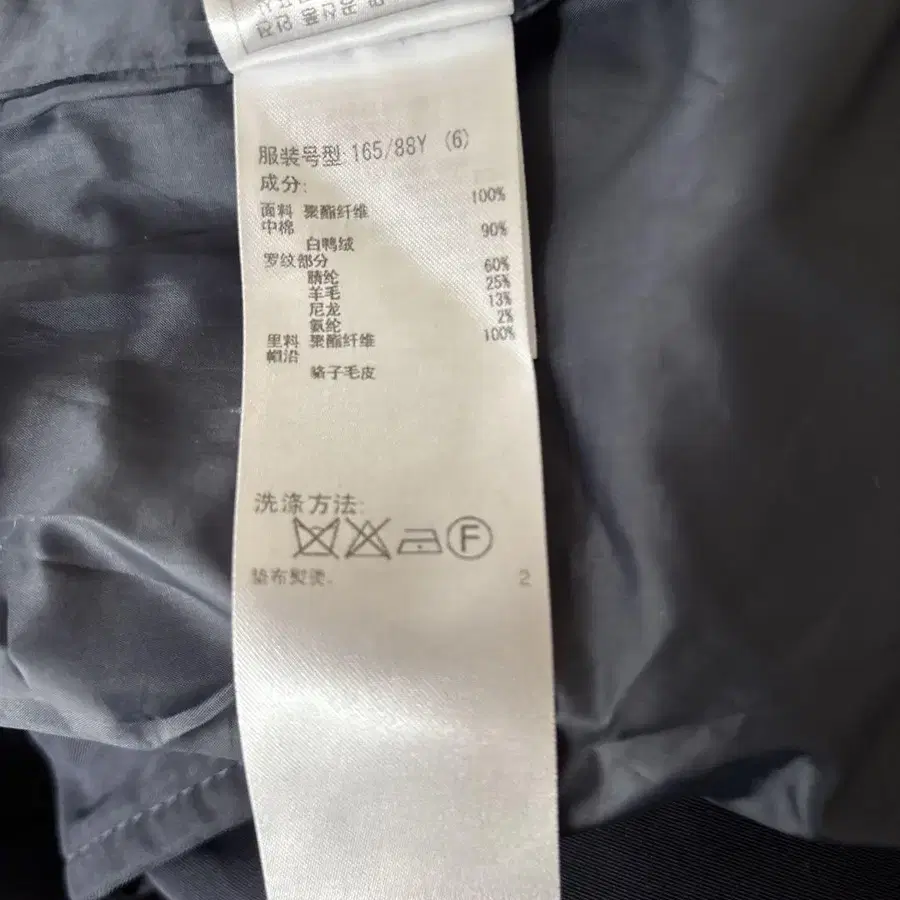 服装号型 165/88Y (6)
成分:
面料 聚酯纤维 100%
中棉
白鸭绒 90%
罗纹部分
腈纶 60%
羊毛 25%
尼龙 13%
氨纶 2%
里料 聚酯纤维 100%
帽沿
貉子毛皮
洗涤方法:
F
垫布熨烫. 2